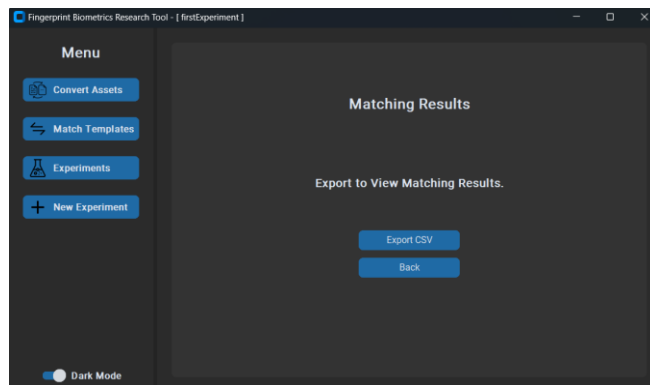 Fingerprint Biometrics Research Tool - [ firstExperiment ]
Menu
Convert Assets
Match Templates
Experiments
New Experiment
Dark Mode
Matching Results
Export to View Matching Results.
Export CSV
Back